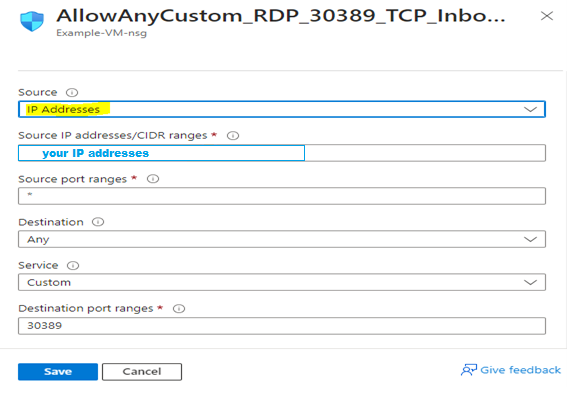 AllowAnyCustom_RDP_30389_TCP_Inbo...
Example-VM-nsg
Source
IP Addresses
Source IP addresses/CIDR ranges *
your IP addresses
Source port ranges *
*
Destination
Any
Service
Custom
Destination port ranges *
30389
Save Cancel Give feedback